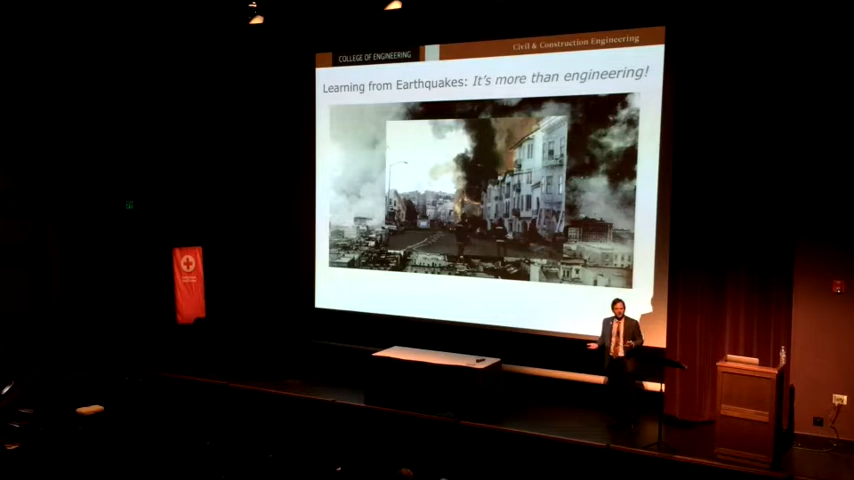 COLLEGE OF ENGINEERING
Civil & Construction Engineering
Learning from Earthquakes: It's more than engineering!